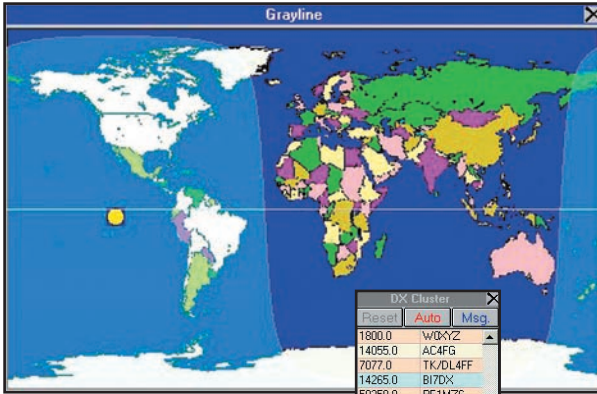 Grayline
DX Cluster
Reset Auto Msg.
1800.0 W0XYZ
14055.0 AC4FG
7077.0 TK/DL4FF
14265.0 BI7DX